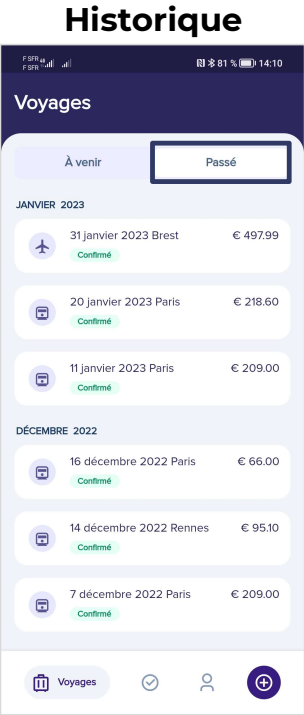 Historique
F SFR 4G 81 % 14:10
F SFR
Voyages
À venir Passé
JANVIER 2023
31 janvier 2023 Brest € 497.99
Confirmé
20 janvier 2023 Paris € 218.60
Confirmé
11 janvier 2023 Paris € 209.00
Confirmé
DÉCEMBRE 2022
16 décembre 2022 Paris € 66.00
Confirmé
14 décembre 2022 Rennes € 95.10
Confirmé
7 décembre 2022 Paris € 209.00
Confirmé
Voyages